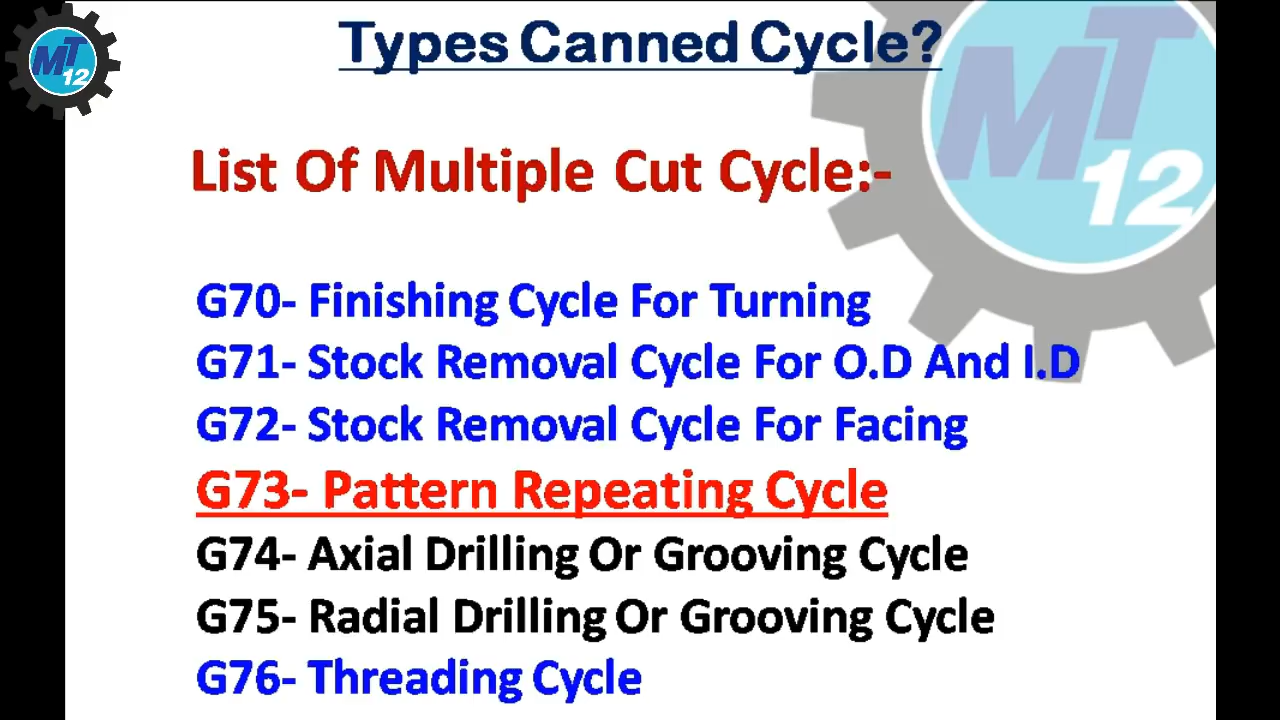 MT
12
Types Canned Cycle?
MT
12
List Of Multiple Cut Cycle:-
G70- Finishing Cycle For Turning
G71- Stock Removal Cycle For O.D And I.D
G72- Stock Removal Cycle For Facing
G73- Pattern Repeating Cycle
G74- Axial Drilling Or Grooving Cycle
G75- Radial Drilling Or Grooving Cycle
G76- Threading Cycle